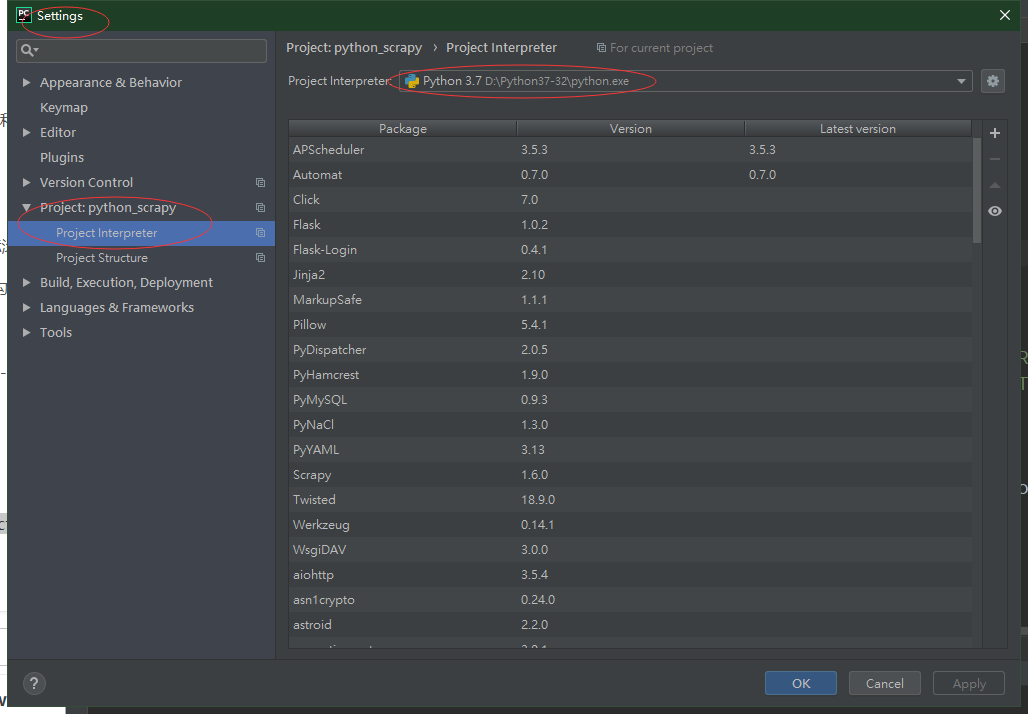 PC Settings
Project: python_scrapy › Project Interpreter For current project
Project Interpreter: Python 3.7 D:\Python37-32\python.exe
Appearance & Behavior
Keymap
Editor
Plugins
Version Control
Project: python_scrapy
Project Interpreter
Project Structure
Build, Execution, Deployment
Languages & Frameworks
Tools
Package Version Latest version
APScheduler 3.5.3 3.5.3
Automat 0.7.0 0.7.0
Click 7.0
Flask 1.0.2
Flask-Login 0.4.1
Jinja2 2.10
MarkupSafe 1.1.1
Pillow 5.4.1
PyDispatcher 2.0.5
PyHamcrest 1.9.0
PyMySQL 0.9.3
PyNaCl 1.3.0
PyYAML 3.13
Scrapy 1.6.0
Twisted 18.9.0
Werkzeug 0.14.1
WsgiDAV 3.0.0
aiohttp 3.5.4
asn1crypto 0.24.0
astroid 2.2.0
? OK Cancel Apply